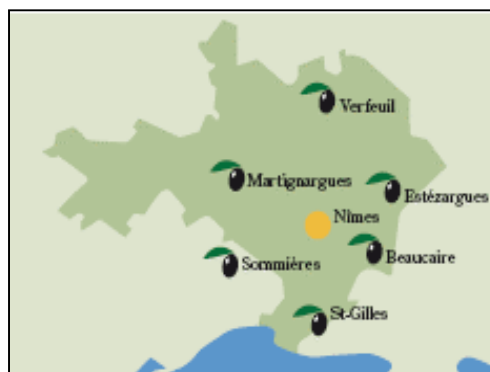 Verfeuil
Martignargues
Estézargues
Nîmes
Beaucaire
Sommières
St-Gilles